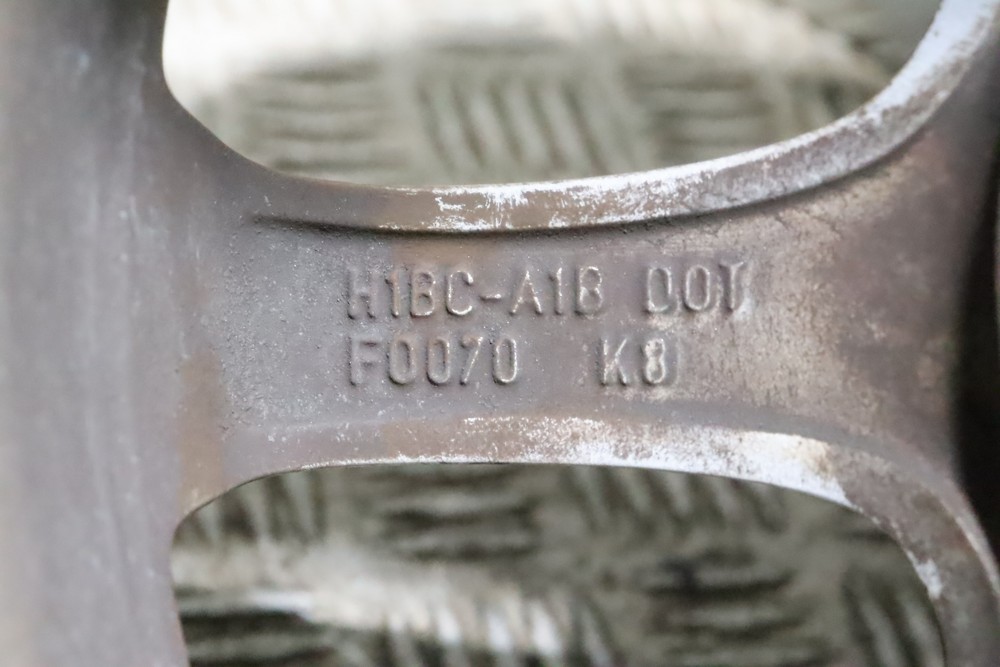 H1BC-A1B DOT
F0070 K8